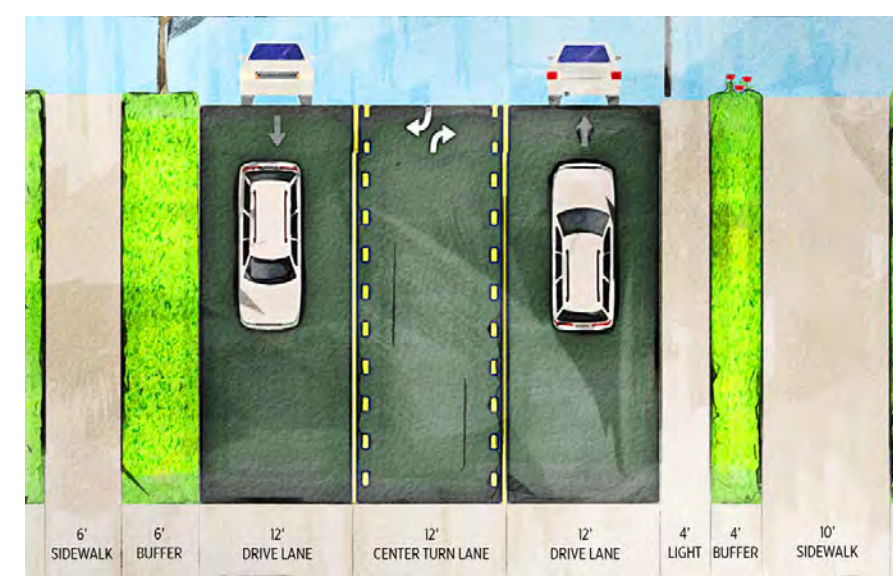 6'
SIDEWALK
6'
BUFFER
12'
DRIVE LANE
12'
CENTER TURN LANE
12'
DRIVE LANE
4'
LIGHT
4'
BUFFER
10'
SIDEWALK